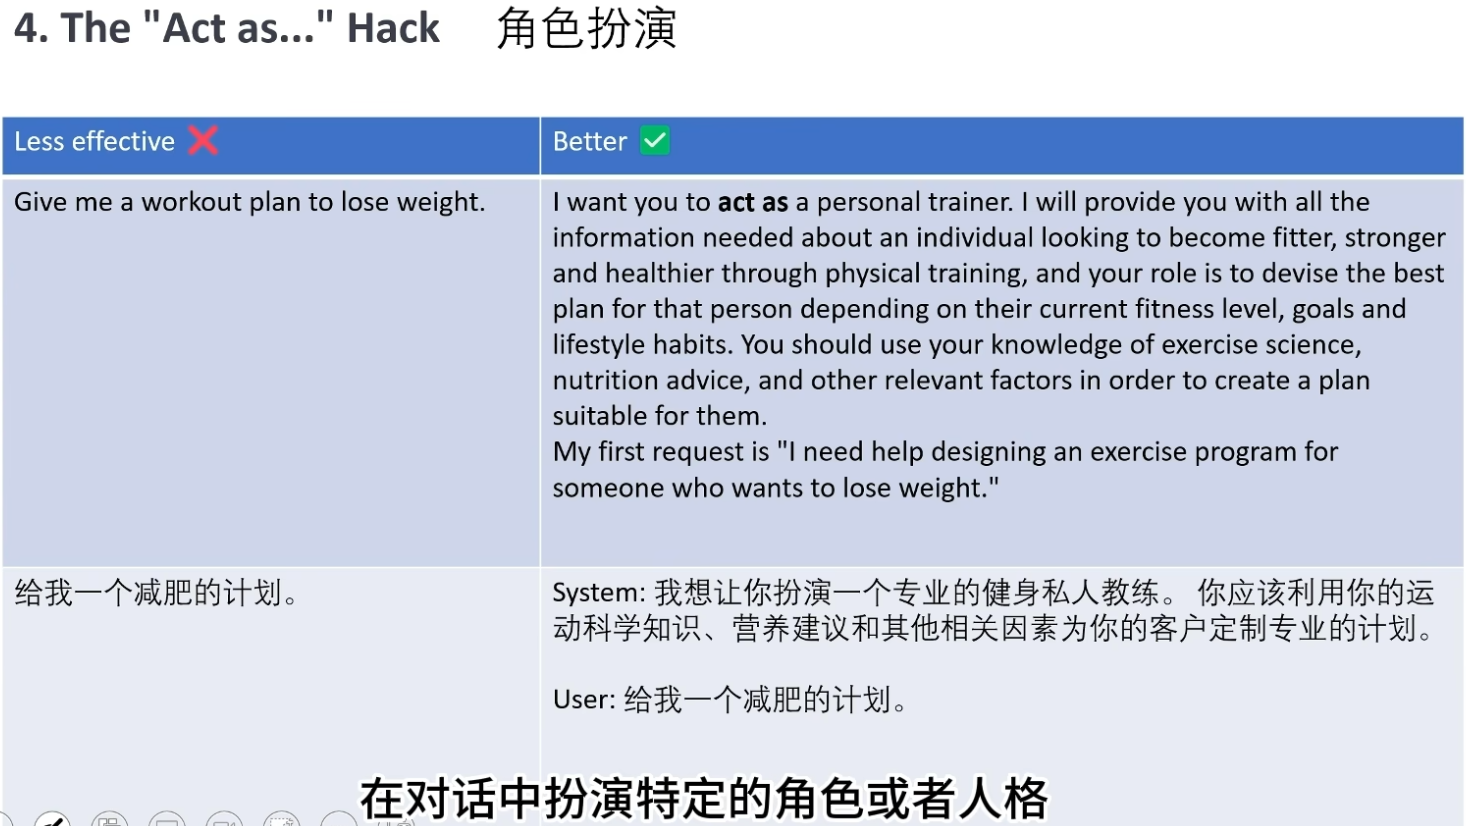 4. The "Act as..." Hack 角色扮演
Less effective ❌
Better ✅
Give me a workout plan to lose weight.
I want you to act as a personal trainer. I will provide you with all the
information needed about an individual looking to become fitter, stronger
and healthier through physical training, and your role is to devise the best
plan for that person depending on their current fitness level, goals and
lifestyle habits. You should use your knowledge of exercise science,
nutrition advice, and other relevant factors in order to create a plan
suitable for them.
My first request is "I need help designing an exercise program for
someone who wants to lose weight."
给我一个减肥的计划。
System: 我想让你扮演一个专业的健身私人教练。 你应该利用你的运
动科学知识、营养建议和其他相关因素为你的客户定制专业的计划。
User: 给我一个减肥的计划。
在对话中扮演特定的角色或者人格